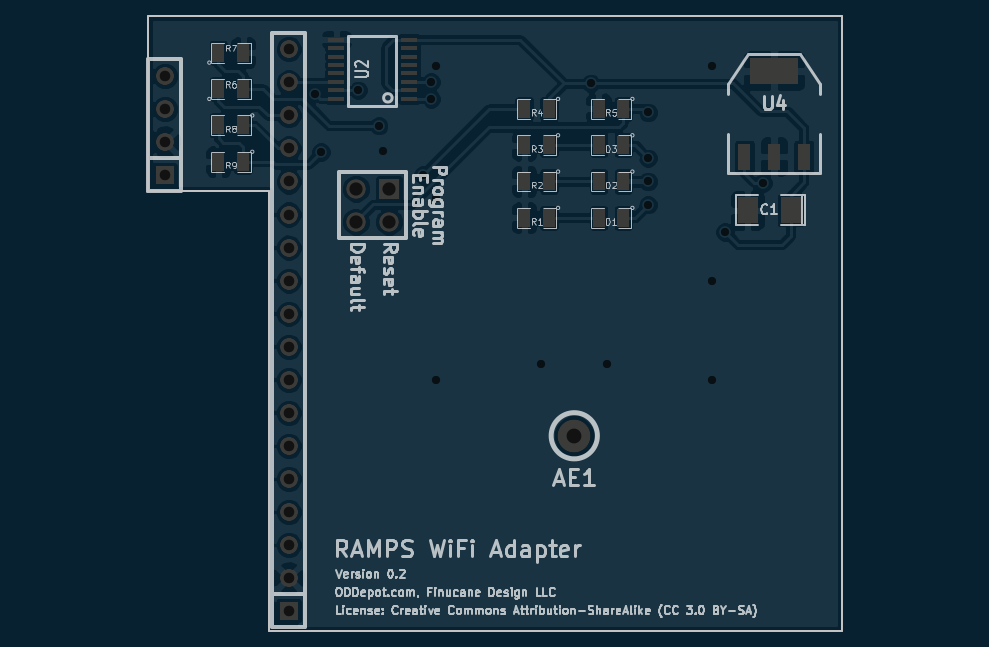 R7
U2
R6
R4
R5
U4
R8
R3
D3
R9
R2
D2
Program
Enable
R1
D1
C1
Default
Reset
AE1
RAMPS WiFi Adapter
Version 0.2
ODDepot.com, Finucane Design LLC
License: Creative Commons Attribution-ShareAlike (CC 3.0 BY-SA)